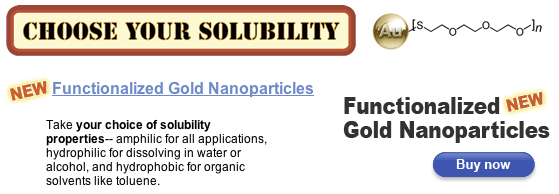 CHOOSE YOUR SOLUBILITY
Au [S O O O ]n
NEW Functionalized Gold Nanoparticles
Take your choice of solubility
properties-- amphilic for all applications,
hydrophilic for dissolving in water or
alcohol, and hydrophobic for organic
solvents like toluene.
Functionalized NEW
Gold Nanoparticles
Buy now